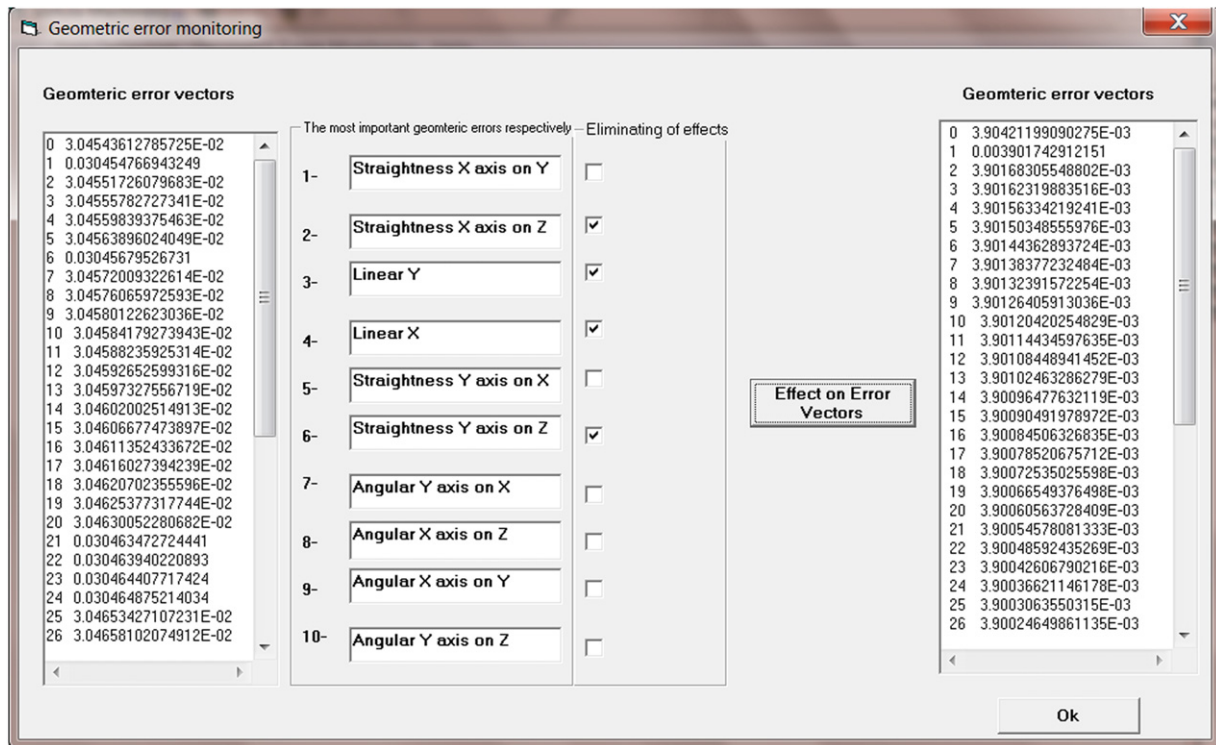 Geometric error monitoring
X
Geomteric error vectors
0 3.04543612785725E-02
1 0.030454766943249
2 3.04551726079683E-02
3 3.04555782727341E-02
4 3.04559839375463E-02
5 3.04563896024049E-02
6 0.03045679526731
7 3.04572009322614E-02
8 3.04576065972593E-02
9 3.04580122623036E-02
10 3.04584179273943E-02
11 3.04588235925314E-02
12 3.04592652599316E-02
13 3.04597327556719E-02
14 3.04602002514913E-02
15 3.04606677473897E-02
16 3.04611352433672E-02
17 3.04616027394239E-02
18 3.04620702355596E-02
19 3.04625377317744E-02
20 3.04630052280682E-02
21 0.030463472724441
22 0.030463940220893
23 0.030464407717424
24 0.030464875214034
25 3.04653427107231E-02
26 3.04658102074912E-02
The most important geomteric errors respectively
Eliminating of effects
1- Straightness X axis on Y
2- Straightness X axis on Z
3- Linear Y
4- Linear X
5- Straightness Y axis on X
6- Straightness Y axis on Z
7- Angular Y axis on X
8- Angular X axis on Z
9- Angular X axis on Y
10- Angular Y axis on Z
Effect on Error
Vectors
Geomteric error vectors
0 3.90421199090275E-03
1 0.003901742912151
2 3.90168305548802E-03
3 3.90162319883516E-03
4 3.90156334219241E-03
5 3.90150348555976E-03
6 3.90144362893724E-03
7 3.90138377232484E-03
8 3.90132391572254E-03
9 3.90126405913036E-03
10 3.90120420254829E-03
11 3.90114434597635E-03
12 3.90108448941452E-03
13 3.90102463286279E-03
14 3.90096477632119E-03
15 3.90090491978972E-03
16 3.90084506326835E-03
17 3.90078520675712E-03
18 3.90072535025598E-03
19 3.90066549376498E-03
20 3.90060563728409E-03
21 3.90054578081333E-03
22 3.90048592435269E-03
23 3.90042606790216E-03
24 3.90036621146178E-03
25 3.9003063550315E-03
26 3.90024649861135E-03
Ok